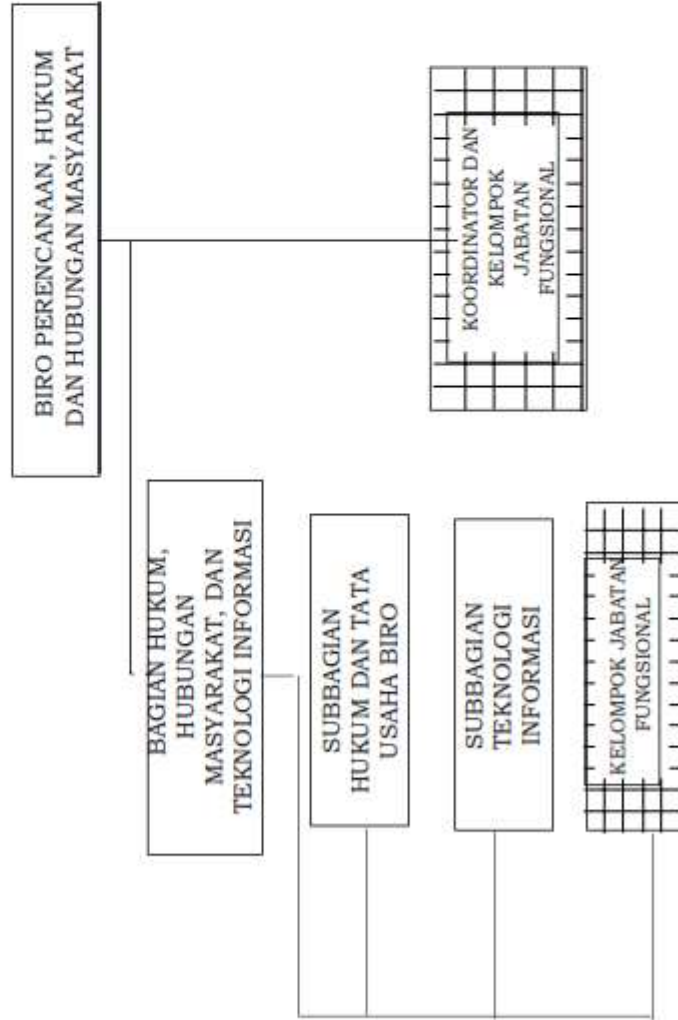 BIRO PERENCANAAN, HUKUM
DAN HUBUNGAN MASYARAKAT
BAGIAN HUKUM,
HUBUNGAN
MASYARAKAT, DAN
TEKNOLOGI INFORMASI
SUBBAGIAN
HUKUM DAN TATA
USAHA BIRO
SUBBAGIAN
TEKNOLOGI
INFORMASI
KELOMPOK JABATAN
FUNGSIONAL
KOORDINATOR DAN
KELOMPOK
JABATAN
FUNGSIONAL